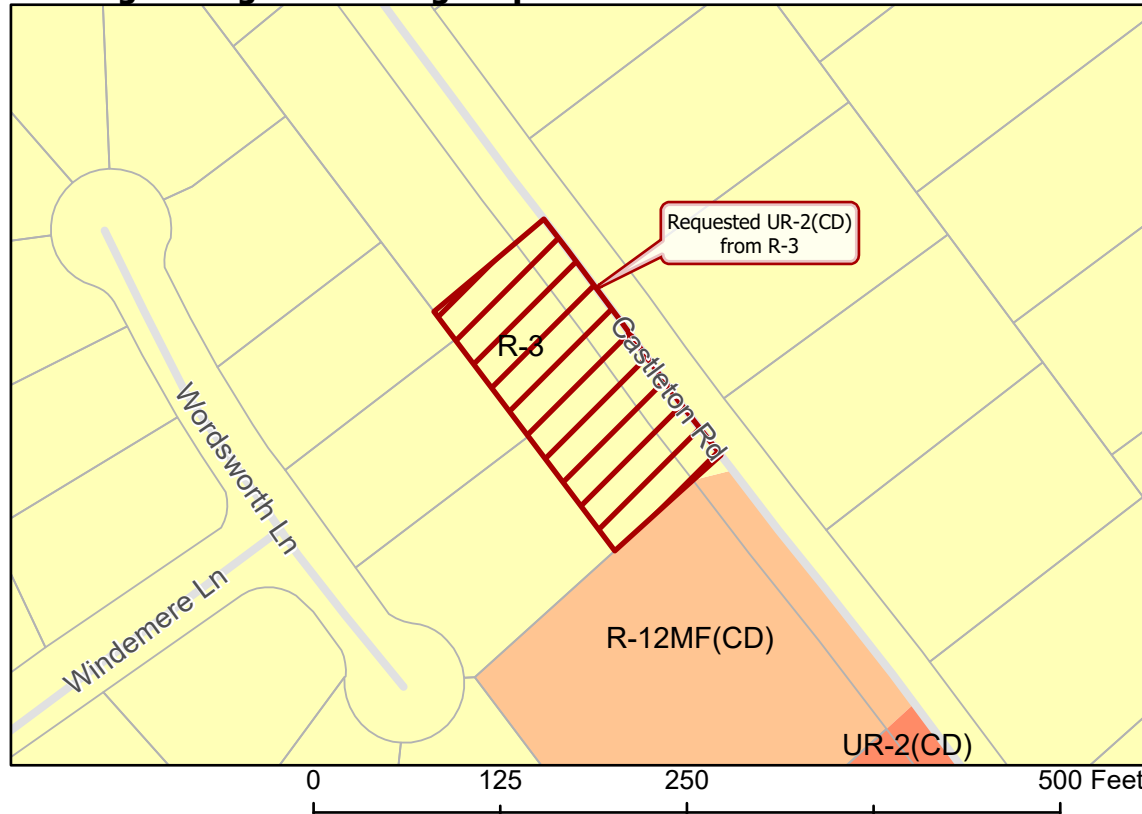 Requested UR-2(CD)
from R-3
R-3
Castleton Rd
Wordsworth Ln
Windemere Ln
R-12MF(CD)
UR-2(CD)
0 125 250 500 Feet